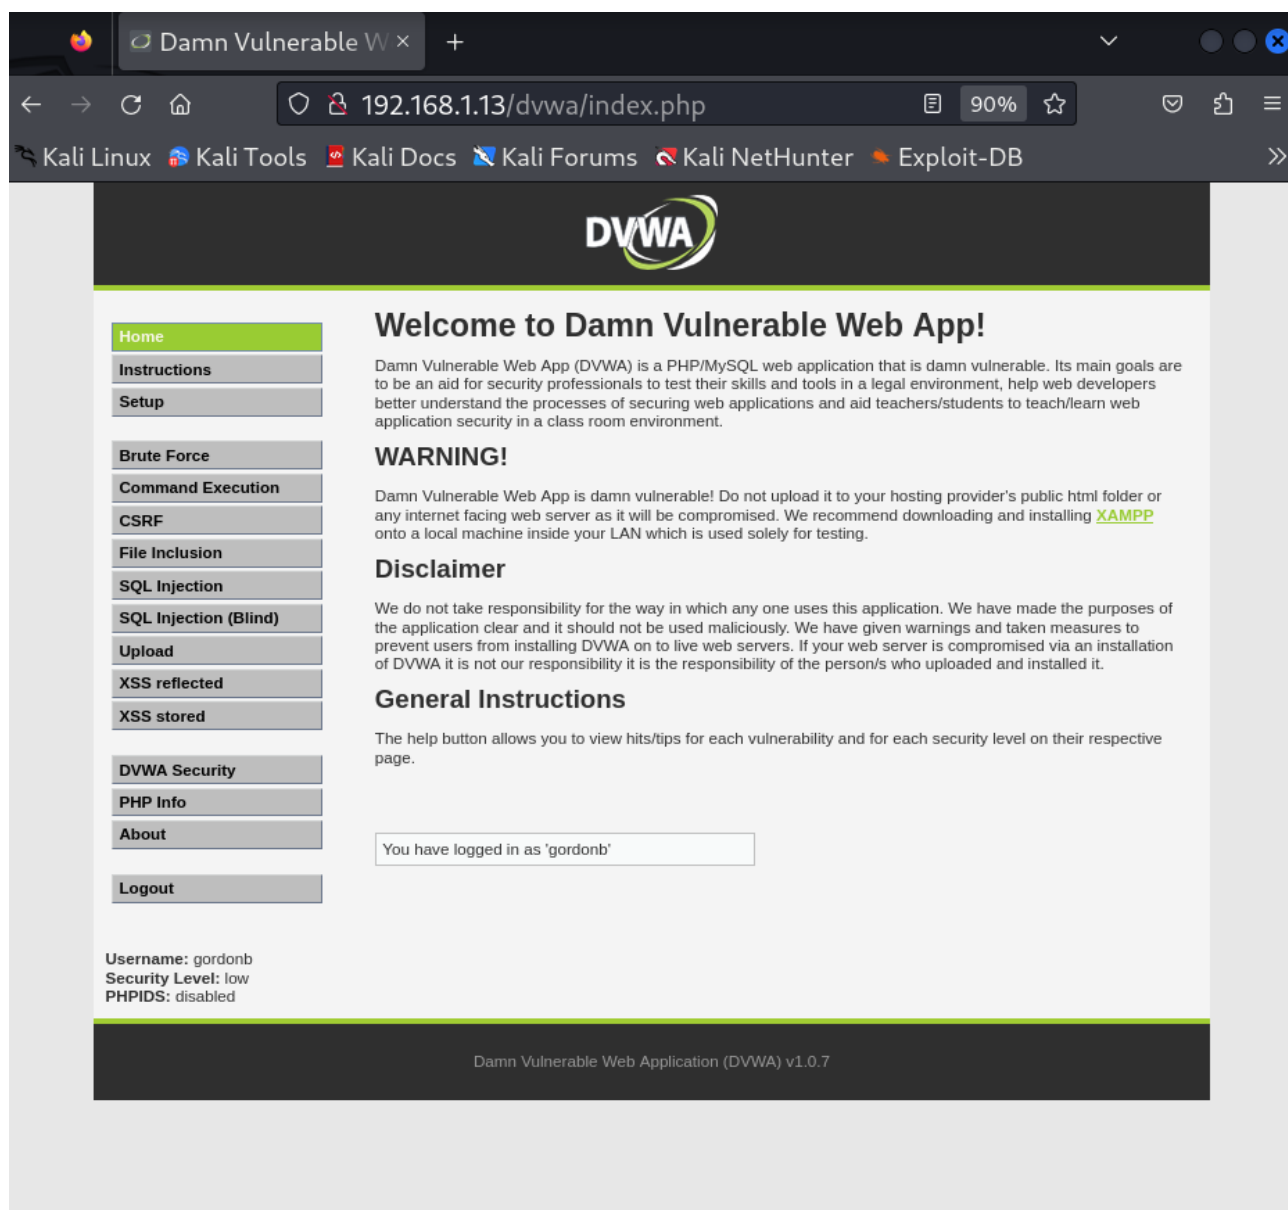 Damn Vulnerable W
192.168.1.13/dvwa/index.php
90%
Kali Linux
Kali Tools
Kali Docs
Kali Forums
Kali NetHunter
Exploit-DB
DVWA
Home
Instructions
Setup
Brute Force
Command Execution
CSRF
File Inclusion
SQL Injection
SQL Injection (Blind)
Upload
XSS reflected
XSS stored
DVWA Security
PHP Info
About
Logout
Username: gordonb
Security Level: low
PHPIDS: disabled
Welcome to Damn Vulnerable Web App!
Damn Vulnerable Web App (DVWA) is a PHP/MySQL web application that is damn vulnerable. Its main goals are
to be an aid for security professionals to test their skills and tools in a legal environment, help web developers
better understand the processes of securing web applications and aid teachers/students to teach/learn web
application security in a class room environment.
WARNING!
Damn Vulnerable Web App is damn vulnerable! Do not upload it to your hosting provider's public html folder or
any internet facing web server as it will be compromised. We recommend downloading and installing XAMPP
onto a local machine inside your LAN which is used solely for testing.
Disclaimer
We do not take responsibility for the way in which any one uses this application. We have made the purposes of
the application clear and it should not be used maliciously. We have given warnings and taken measures to
prevent users from installing DVWA on to live web servers. If your web server is compromised via an installation
of DVWA it is not our responsibility it is the responsibility of the person/s who uploaded and installed it.
General Instructions
The help button allows you to view hits/tips for each vulnerability and for each security level on their respective
page.
You have logged in as 'gordonb'
Damn Vulnerable Web Application (DVWA) v1.0.7